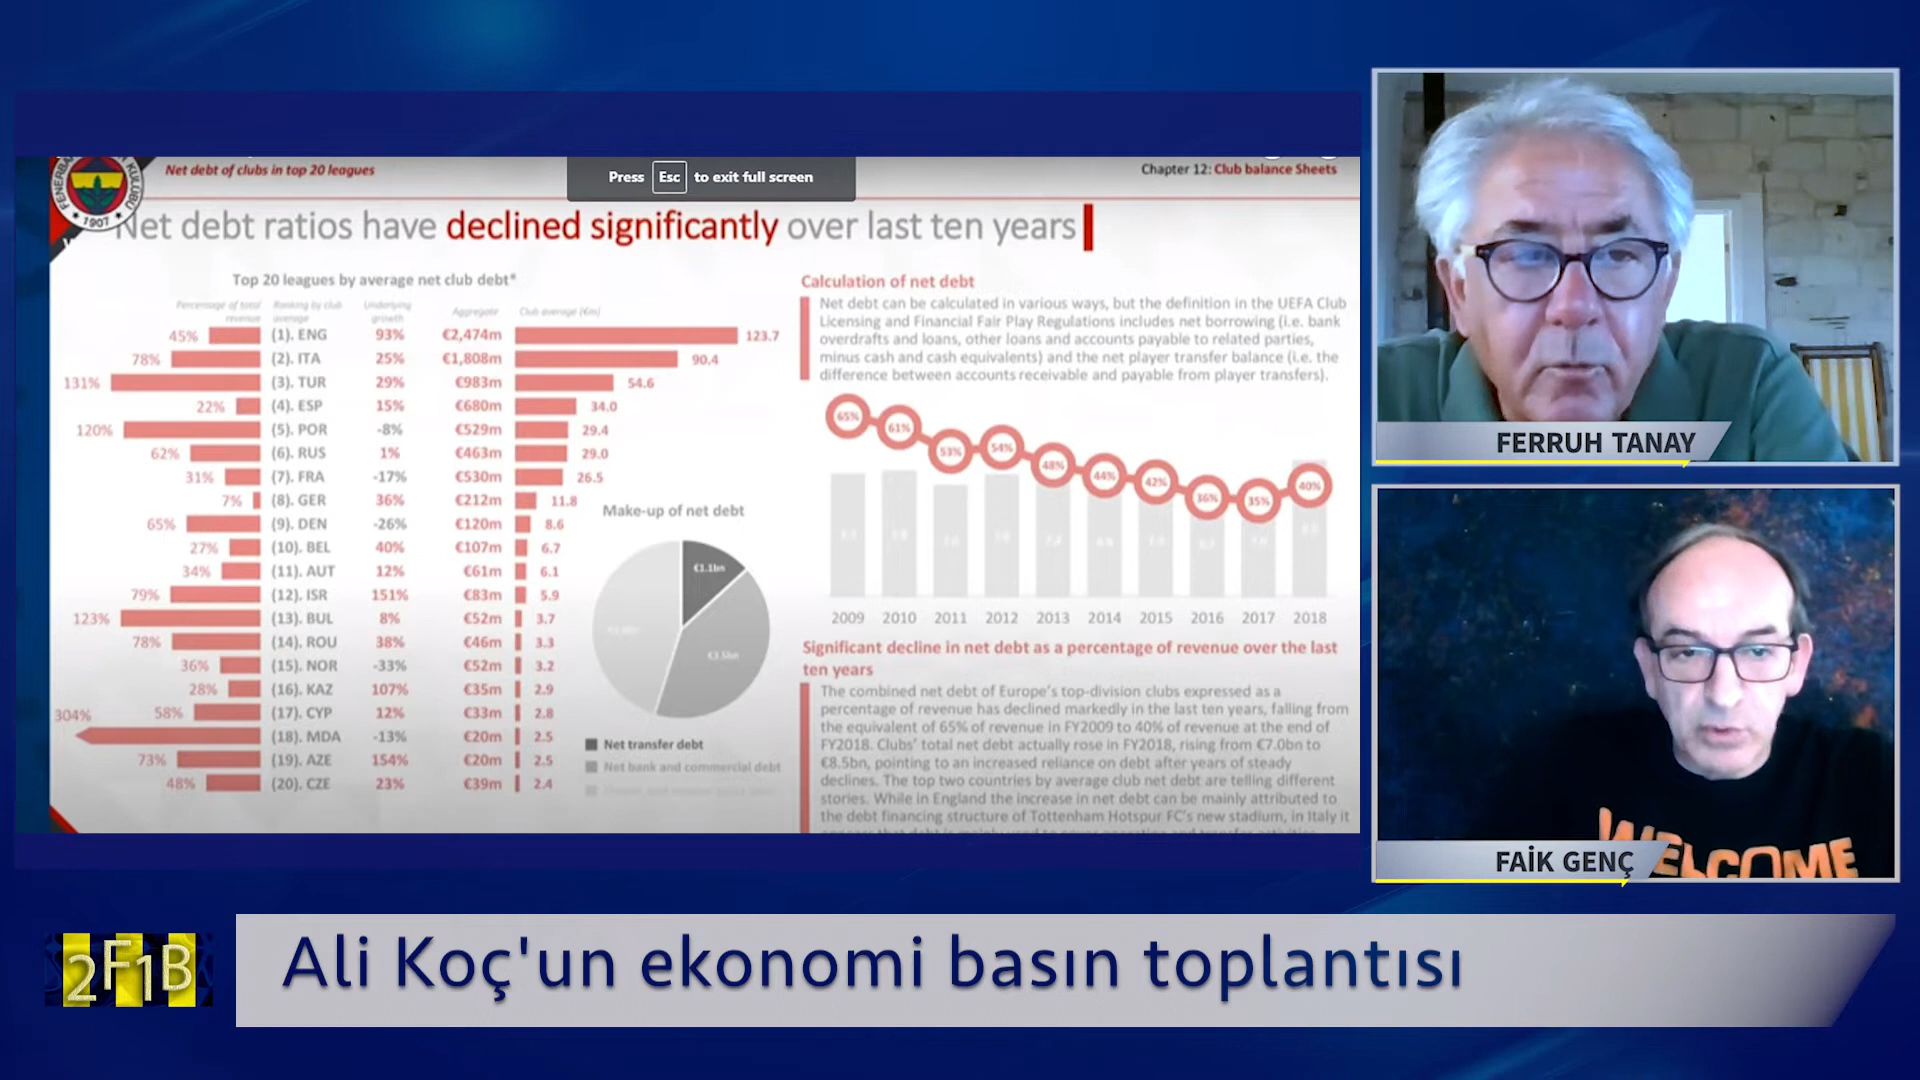 Net debt of clubs in top 20 leagues
Press Esc to exit full screen
Chapter 12: Club balance Sheets
1907
Net debt ratios have declined significantly over last ten years
Top 20 leagues by average net club debt*
Percentage of total revenue
Ranking by club average
Underlying growth
Aggregate
Club average (€m)
45% (1). ENG 93% €2,474m 123.7
78% (2). ITA 25% €1,808m 90.4
131% (3). TUR 29% €983m 54.6
22% (4). ESP 15% €680m 34.0
120% (5). POR -8% €529m 29.4
62% (6). RUS 1% €463m 29.0
31% (7). FRA -17% €530m 26.5
7% (8). GER 36% €212m 11.8
65% (9). DEN -26% €120m 8.6
27% (10). BEL 40% €107m 6.7
34% (11). AUT 12% €61m 6.1
79% (12). ISR 151% €83m 5.9
123% (13). BUL 8% €52m 3.7
78% (14). ROU 38% €46m 3.3
36% (15). NOR -33% €52m 3.2
28% (16). KAZ 107% €35m 2.9
58% (17). CYP 12% €33m 2.8
304% (18). MDA -13% €20m 2.5
73% (19). AZE 154% €20m 2.5
48% (20). CZE 23% €39m 2.4
Make-up of net debt
€1.1bn
Net transfer debt
Net bank and commercial debt
Calculation of net debt
Net debt can be calculated in various ways, but the definition in the UEFA Club
Licensing and Financial Fair Play Regulations includes net borrowing (i.e. bank
overdrafts and loans, other loans and accounts payable to related parties,
minus cash and cash equivalents) and the net player transfer balance (i.e. the
difference between accounts receivable and payable from player transfers).
65% 61% 53% 54% 48% 44% 42% 36% 35% 40%
2009 2010 2011 2012 2013 2014 2015 2016 2017 2018
Significant decline in net debt as a percentage of revenue over the last
ten years
The combined net debt of Europe's top-division clubs expressed as a
percentage of revenue has declined markedly in the last ten years, falling from
the equivalent of 65% of revenue in FY2009 to 40% of revenue at the end of
FY2018. Clubs' total net debt actually rose in FY2018, rising from €7.0bn to
€8.5bn, pointing to an increased reliance on debt after years of steady
declines. The top two countries by average club net debt are telling different
stories. While in England the increase in net debt can be mainly attributed to
the debt financing structure of Tottenham Hotspur FC's new stadium, in Italy it
FERRUH TANAY
WELCOME
FAİK GENÇ
2F1B
Ali Koç'un ekonomi basın toplantısı